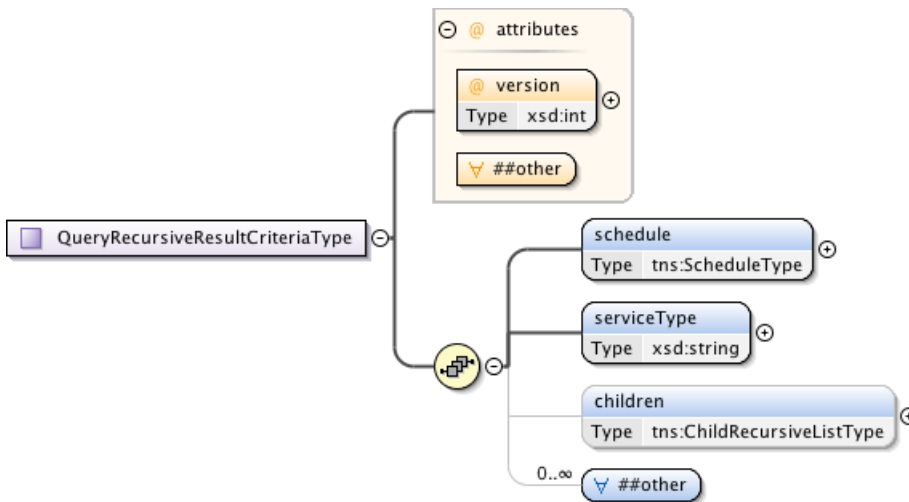 @ attributes
@ version
Type xsd:int
∀ ##other
QueryRecursiveResultCriteriaType
schedule
Type tns:ScheduleType
serviceType
Type xsd:string
children
Type tns:ChildRecursiveListType
0..∞
∀ ##other